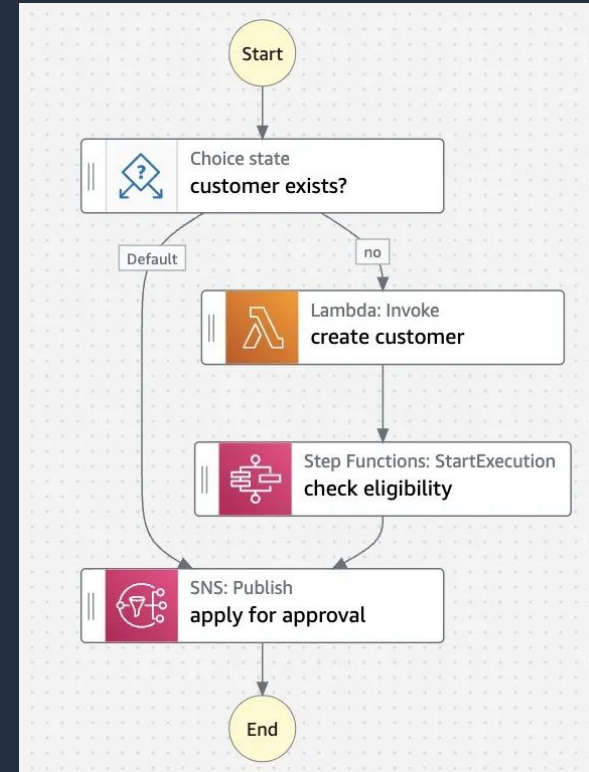 Start
Choice state
customer exists?
Default
no
Lambda: Invoke
create customer
Step Functions: StartExecution
check eligibility
SNS: Publish
apply for approval
End